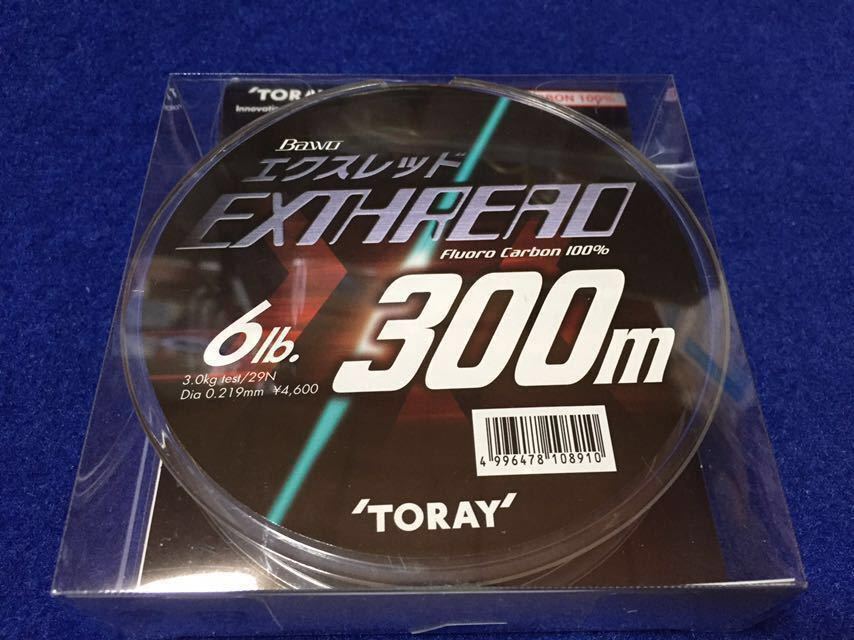 'TORAY
Innovati
RBON 100%
Bawo
エクスレッド
EXTHREAD
Fluoro Carbon 100%
6lb.
300m
3.0kg test/29N
Dia 0.219mm ¥4,600
4 996478 108910
'TORAY'